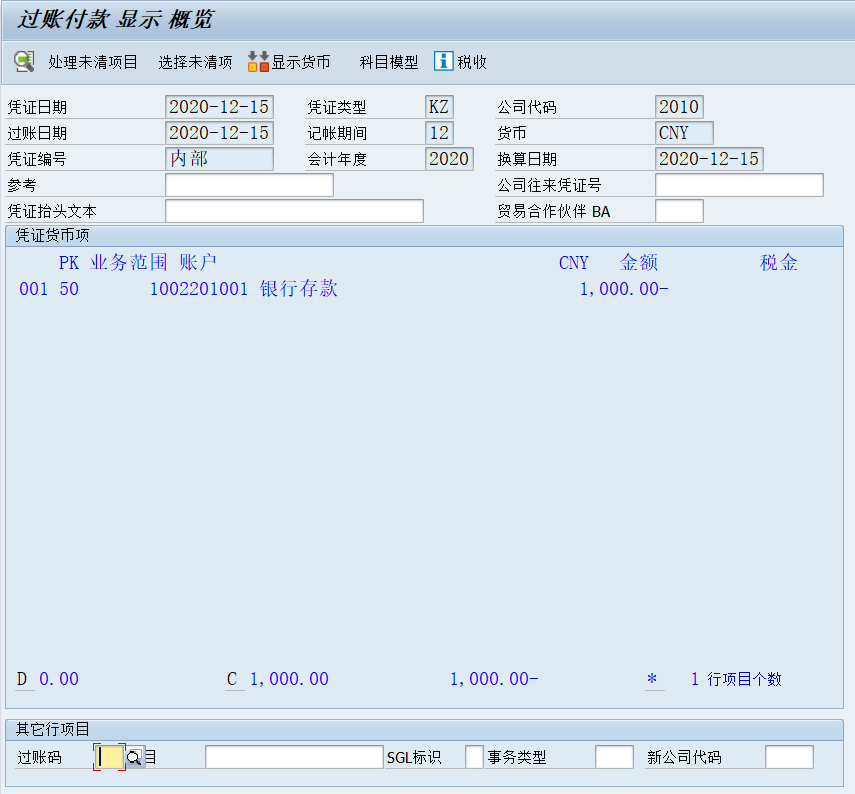 过账付款 显示 概览
处理未清项目 选择未清项 显示货币 科目模型 税收
凭证日期 2020-12-15 凭证类型 KZ 公司代码 2010
过账日期 2020-12-15 记帐期间 12 货币 CNY
凭证编号 内部 会计年度 2020 换算日期 2020-12-15
参考 公司往来凭证号
凭证抬头文本 贸易合作伙伴 BA
凭证货币项
PK 业务范围 账户 CNY 金额 税金
001 50 1002201001 银行存款 1,000.00-
D 0.00 C 1,000.00 1,000.00- * 1 行项目个数
其它行项目
过账码 目 SGL标识 事务类型 新公司代码